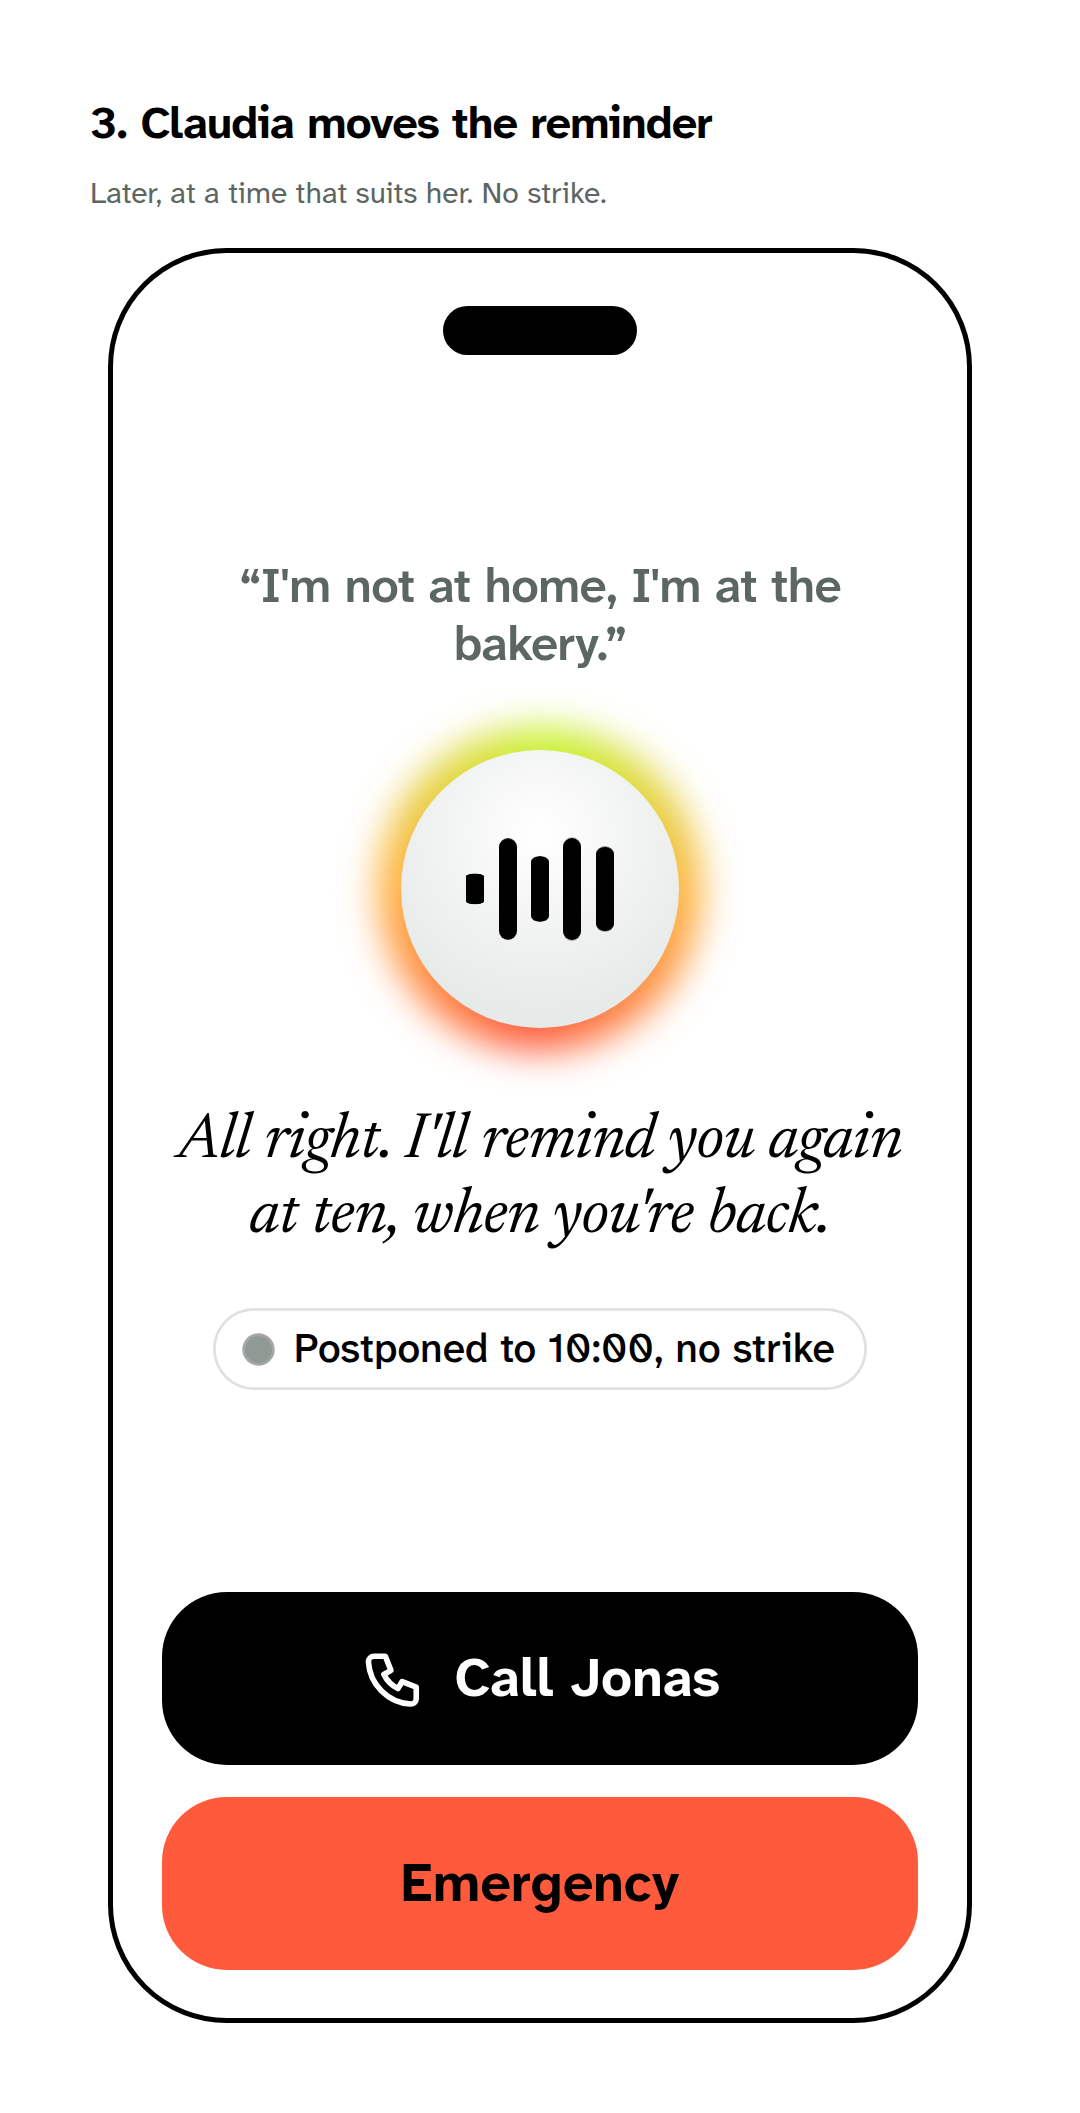 3. Claudia moves the reminder
Later, at a time that suits her. No strike.
“I'm not at home, I'm at the
bakery.”
All right. I'll remind you again
at ten, when you're back.
Postponed to 10:00, no strike
Call Jonas
Emergency